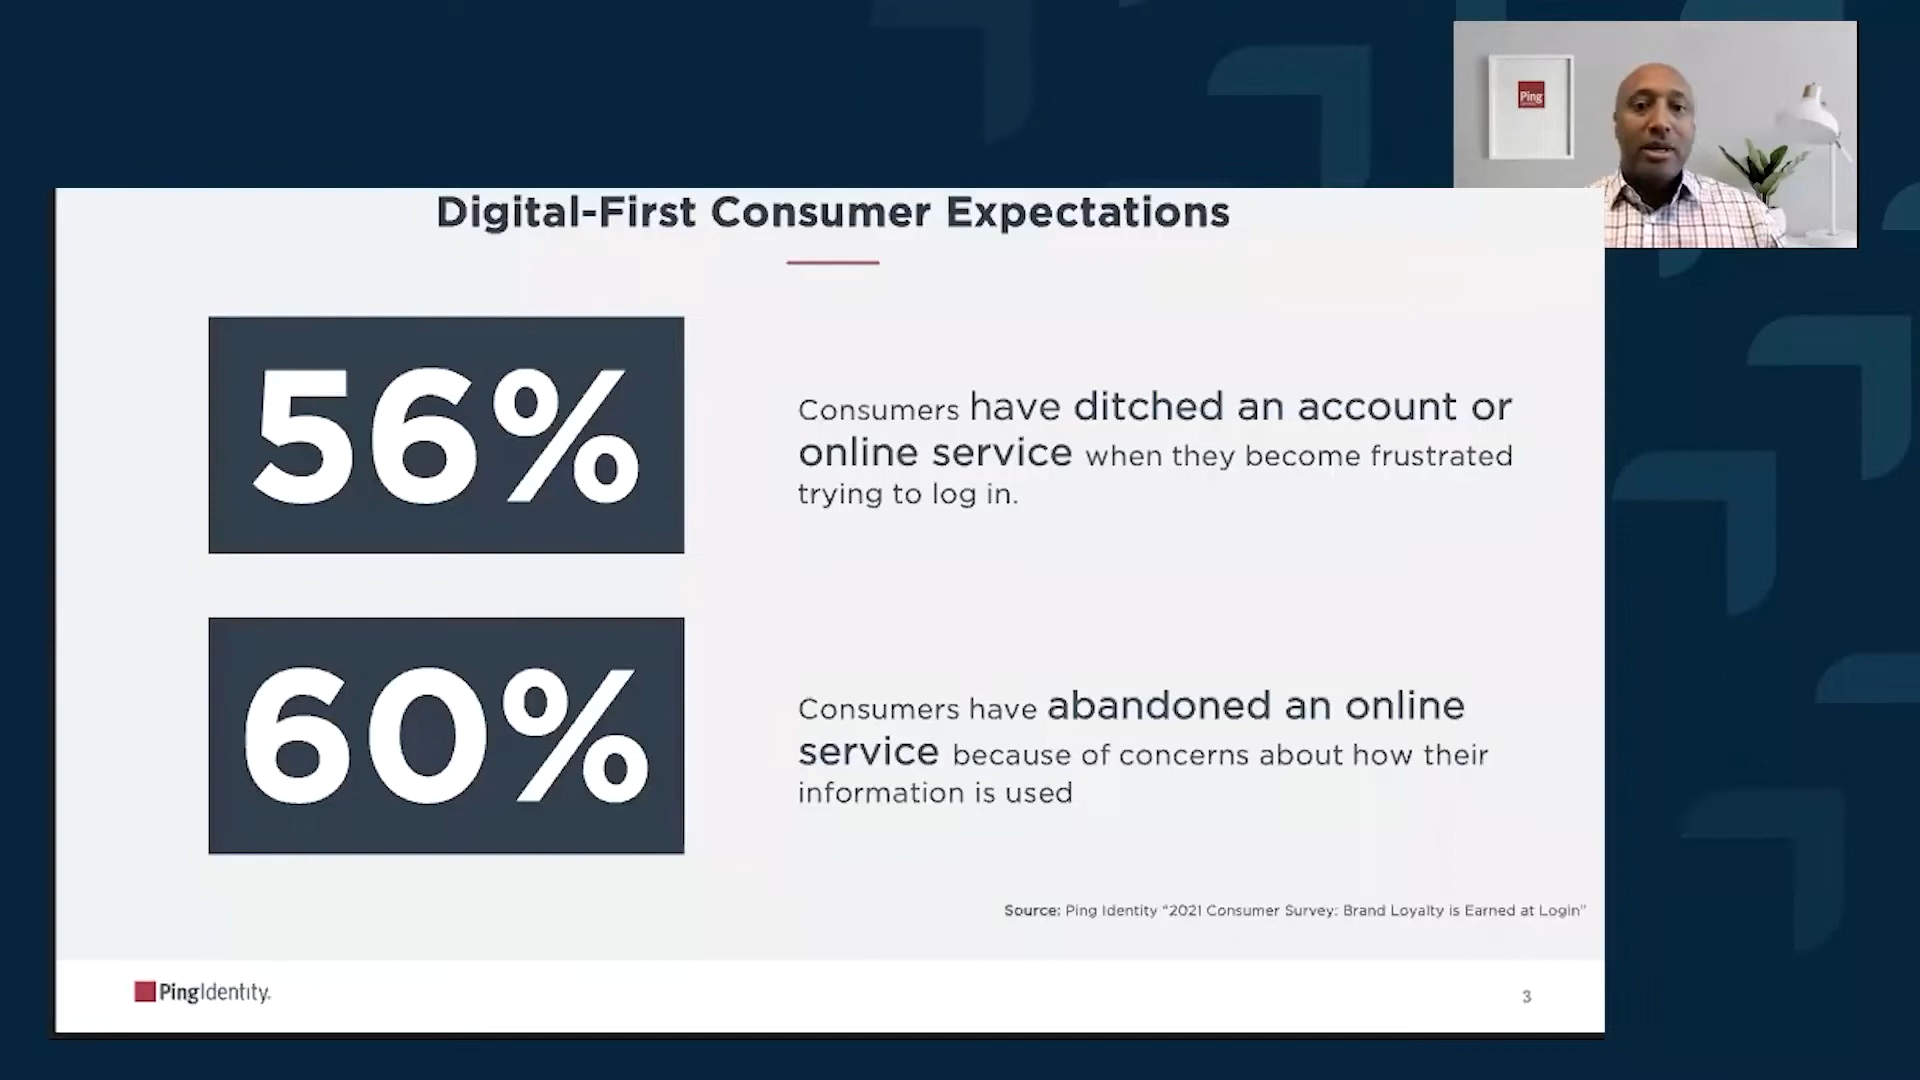 Ping
Digital-First Consumer Expectations
56%
Consumers have ditched an account or
online service when they become frustrated
trying to log in.
60%
Consumers have abandoned an online
service because of concerns about how their
information is used
Source: Ping Identity “2021 Consumer Survey: Brand Loyalty is Earned at Login”
PingIdentity.
3